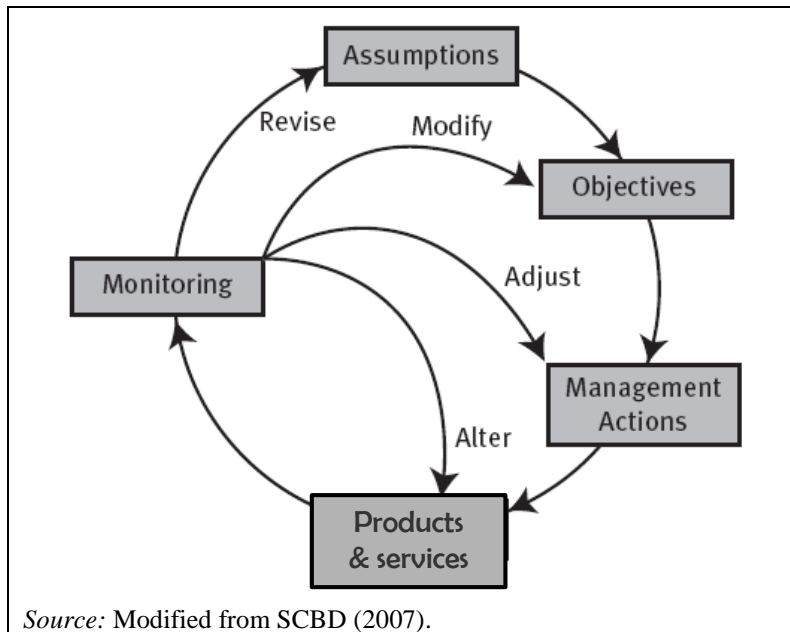 Assumptions
Revise
Modify
Objectives
Monitoring
Adjust
Management
Actions
Alter
Products
& services
Source: Modified from SCBD (2007).